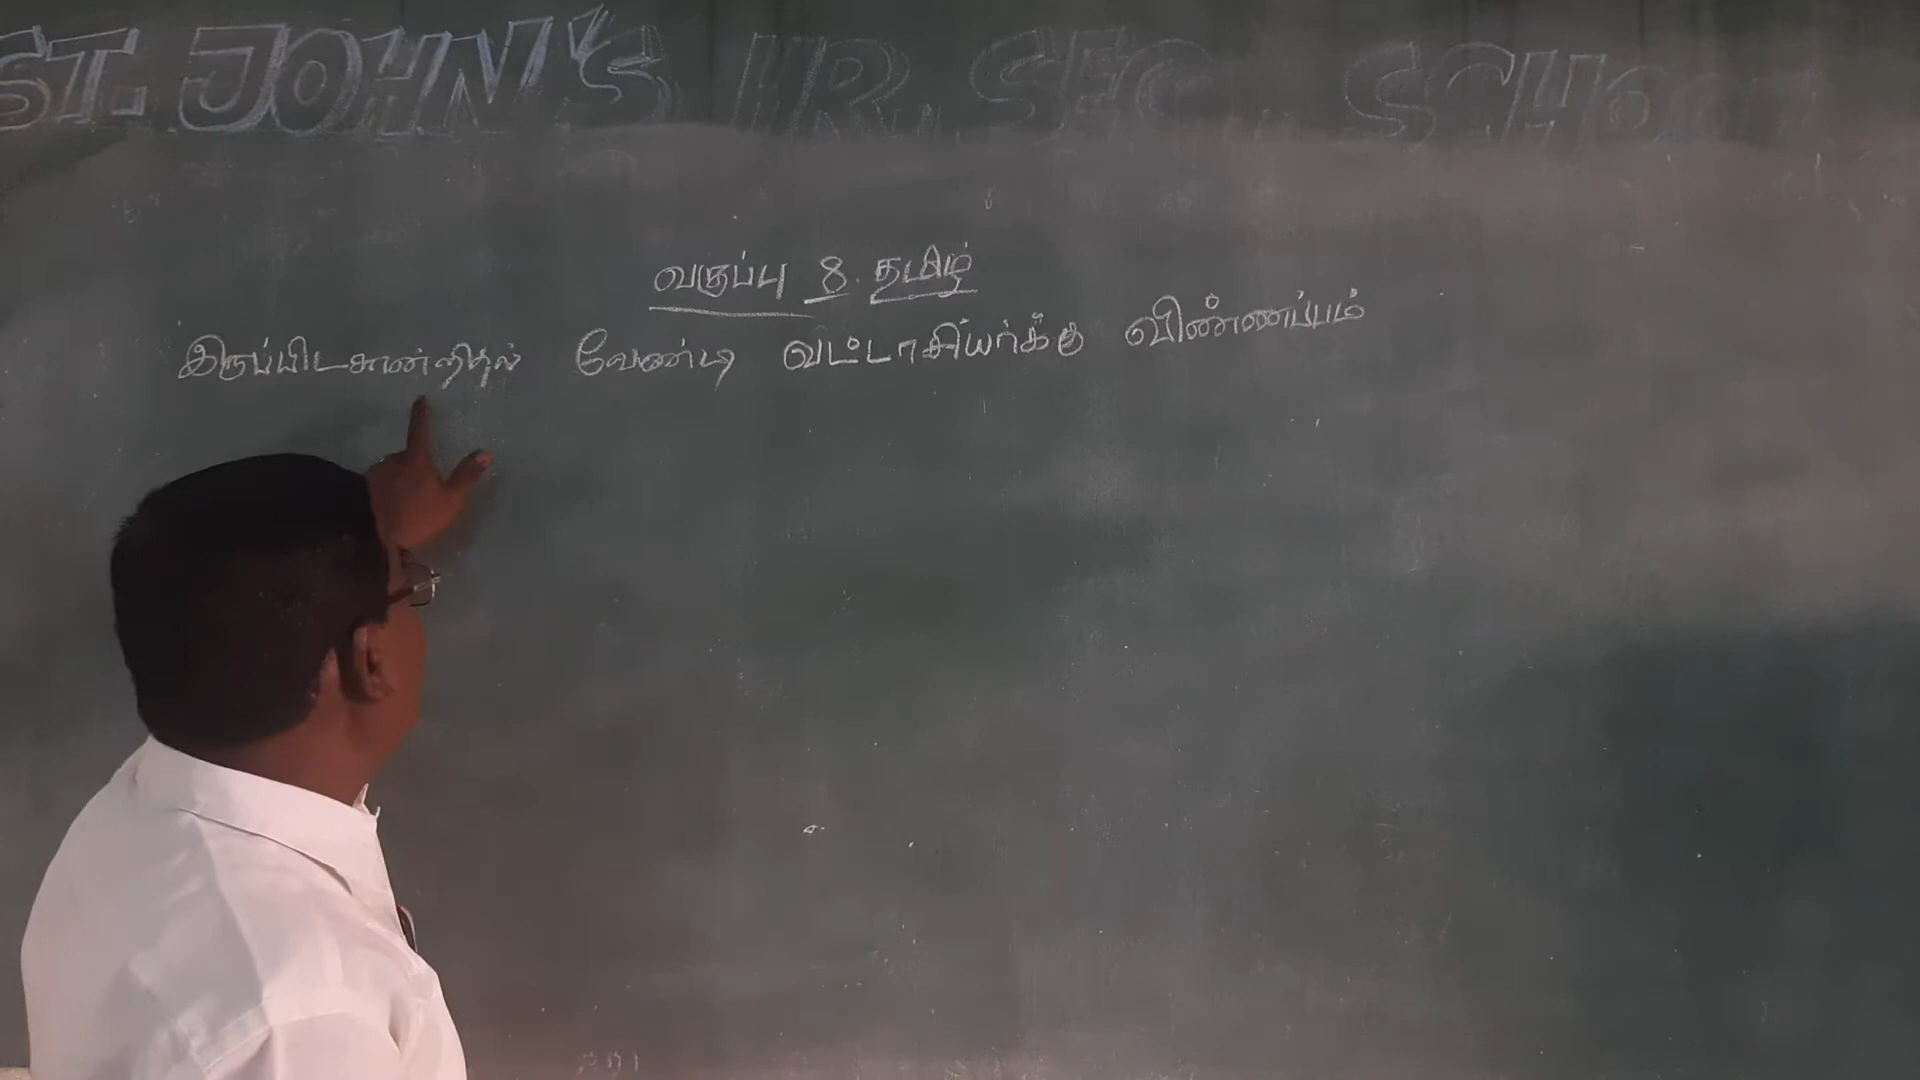 ST. JOHN'S HR. SEC. SCHOOL
வகுப்பு 8. தமிழ்
இருப்பிடசான்றிதல் வேண்டி வட்டாசியர்க்கு விண்ணப்பம்